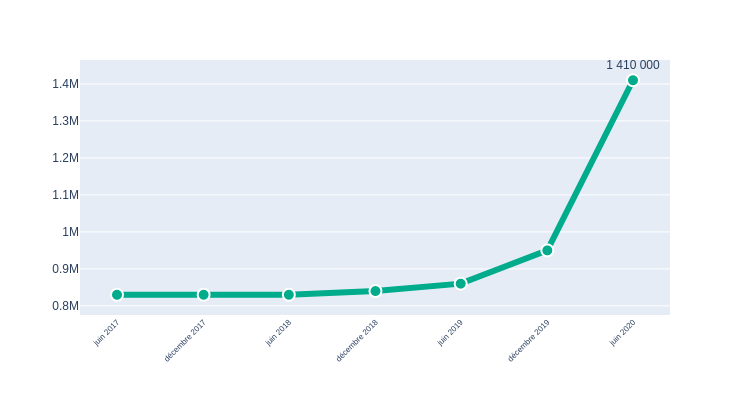 1 410 000
1.4M
1.3M
1.2M
1.1M
1M
0.9M
0.8M
juin 2017
décembre 2017
juin 2018
décembre 2018
juin 2019
décembre 2019
juin 2020